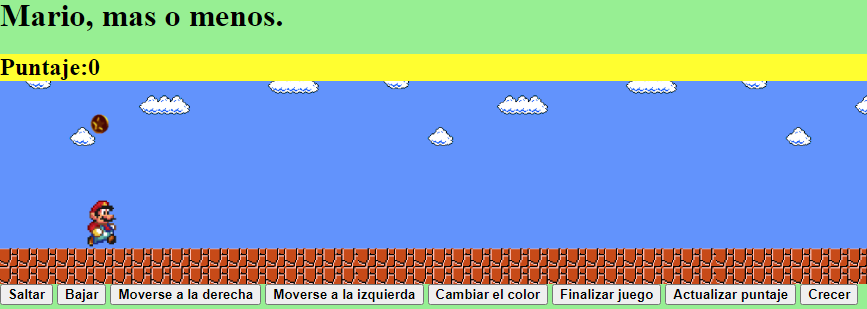 Mario, mas o menos.
Puntaje:0
Saltar Bajar Moverse a la derecha Moverse a la izquierda Cambiar el color Finalizar juego Actualizar puntaje Crecer